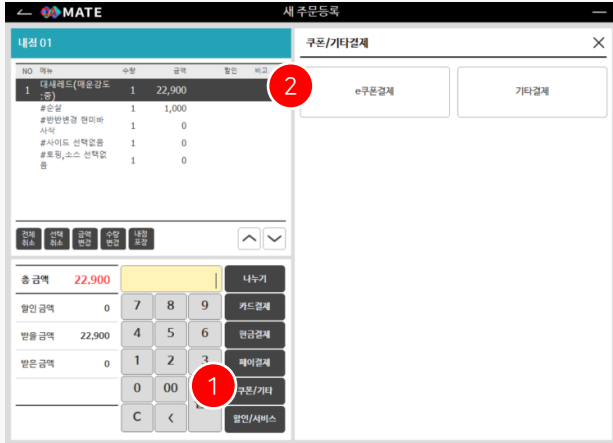 ← MATE
새 주문등록
내점 01
쿠폰/기타결제
NO 메뉴 수량 금액 할인 비고
1 대새레드(매운강도:중) 1 22,900
#순살 1 1,000
#반반변경 현미바사삭 1 0
#사이드 선택없음 1 0
#토핑,소스 선택없음 1 0
2
e쿠폰결제
기타결제
전체취소 선택취소 금액변경 수량변경 내점포장
총 금액 22,900
나누기
할인 금액 0
7 8 9
카드결제
받을 금액 22,900
4 5 6
현금결제
받은 금액 0
1 2 3
페이결제
0 00
1
쿠폰/기타
C
할인/서비스